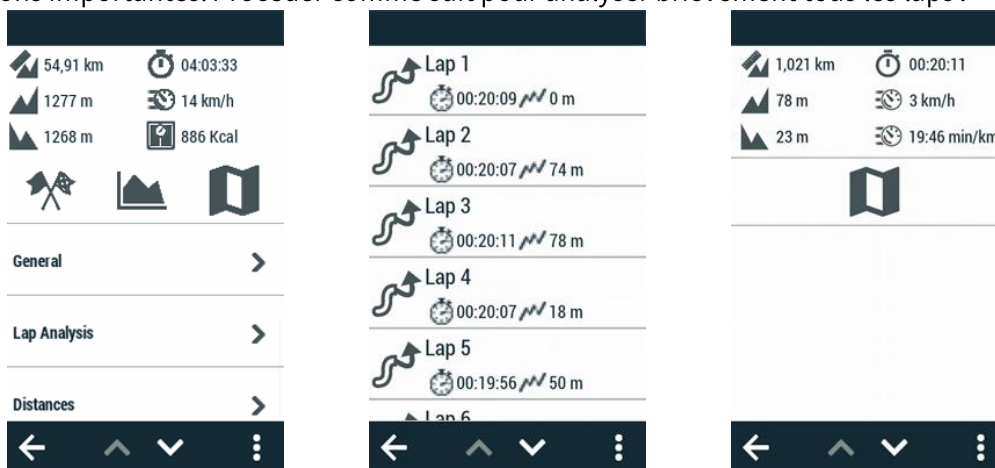 54,91 km 04:03:33
1277 m 14 km/h
1268 m 886 Kcal
General
Lap Analysis
Distances
Lap 1
00:20:09 0 m
Lap 2
00:20:07 74 m
Lap 3
00:20:11 78 m
Lap 4
00:20:07 18 m
Lap 5
00:19:56 50 m
Lap 6
1,021 km 00:20:11
78 m 3 km/h
23 m 19:46 min/km